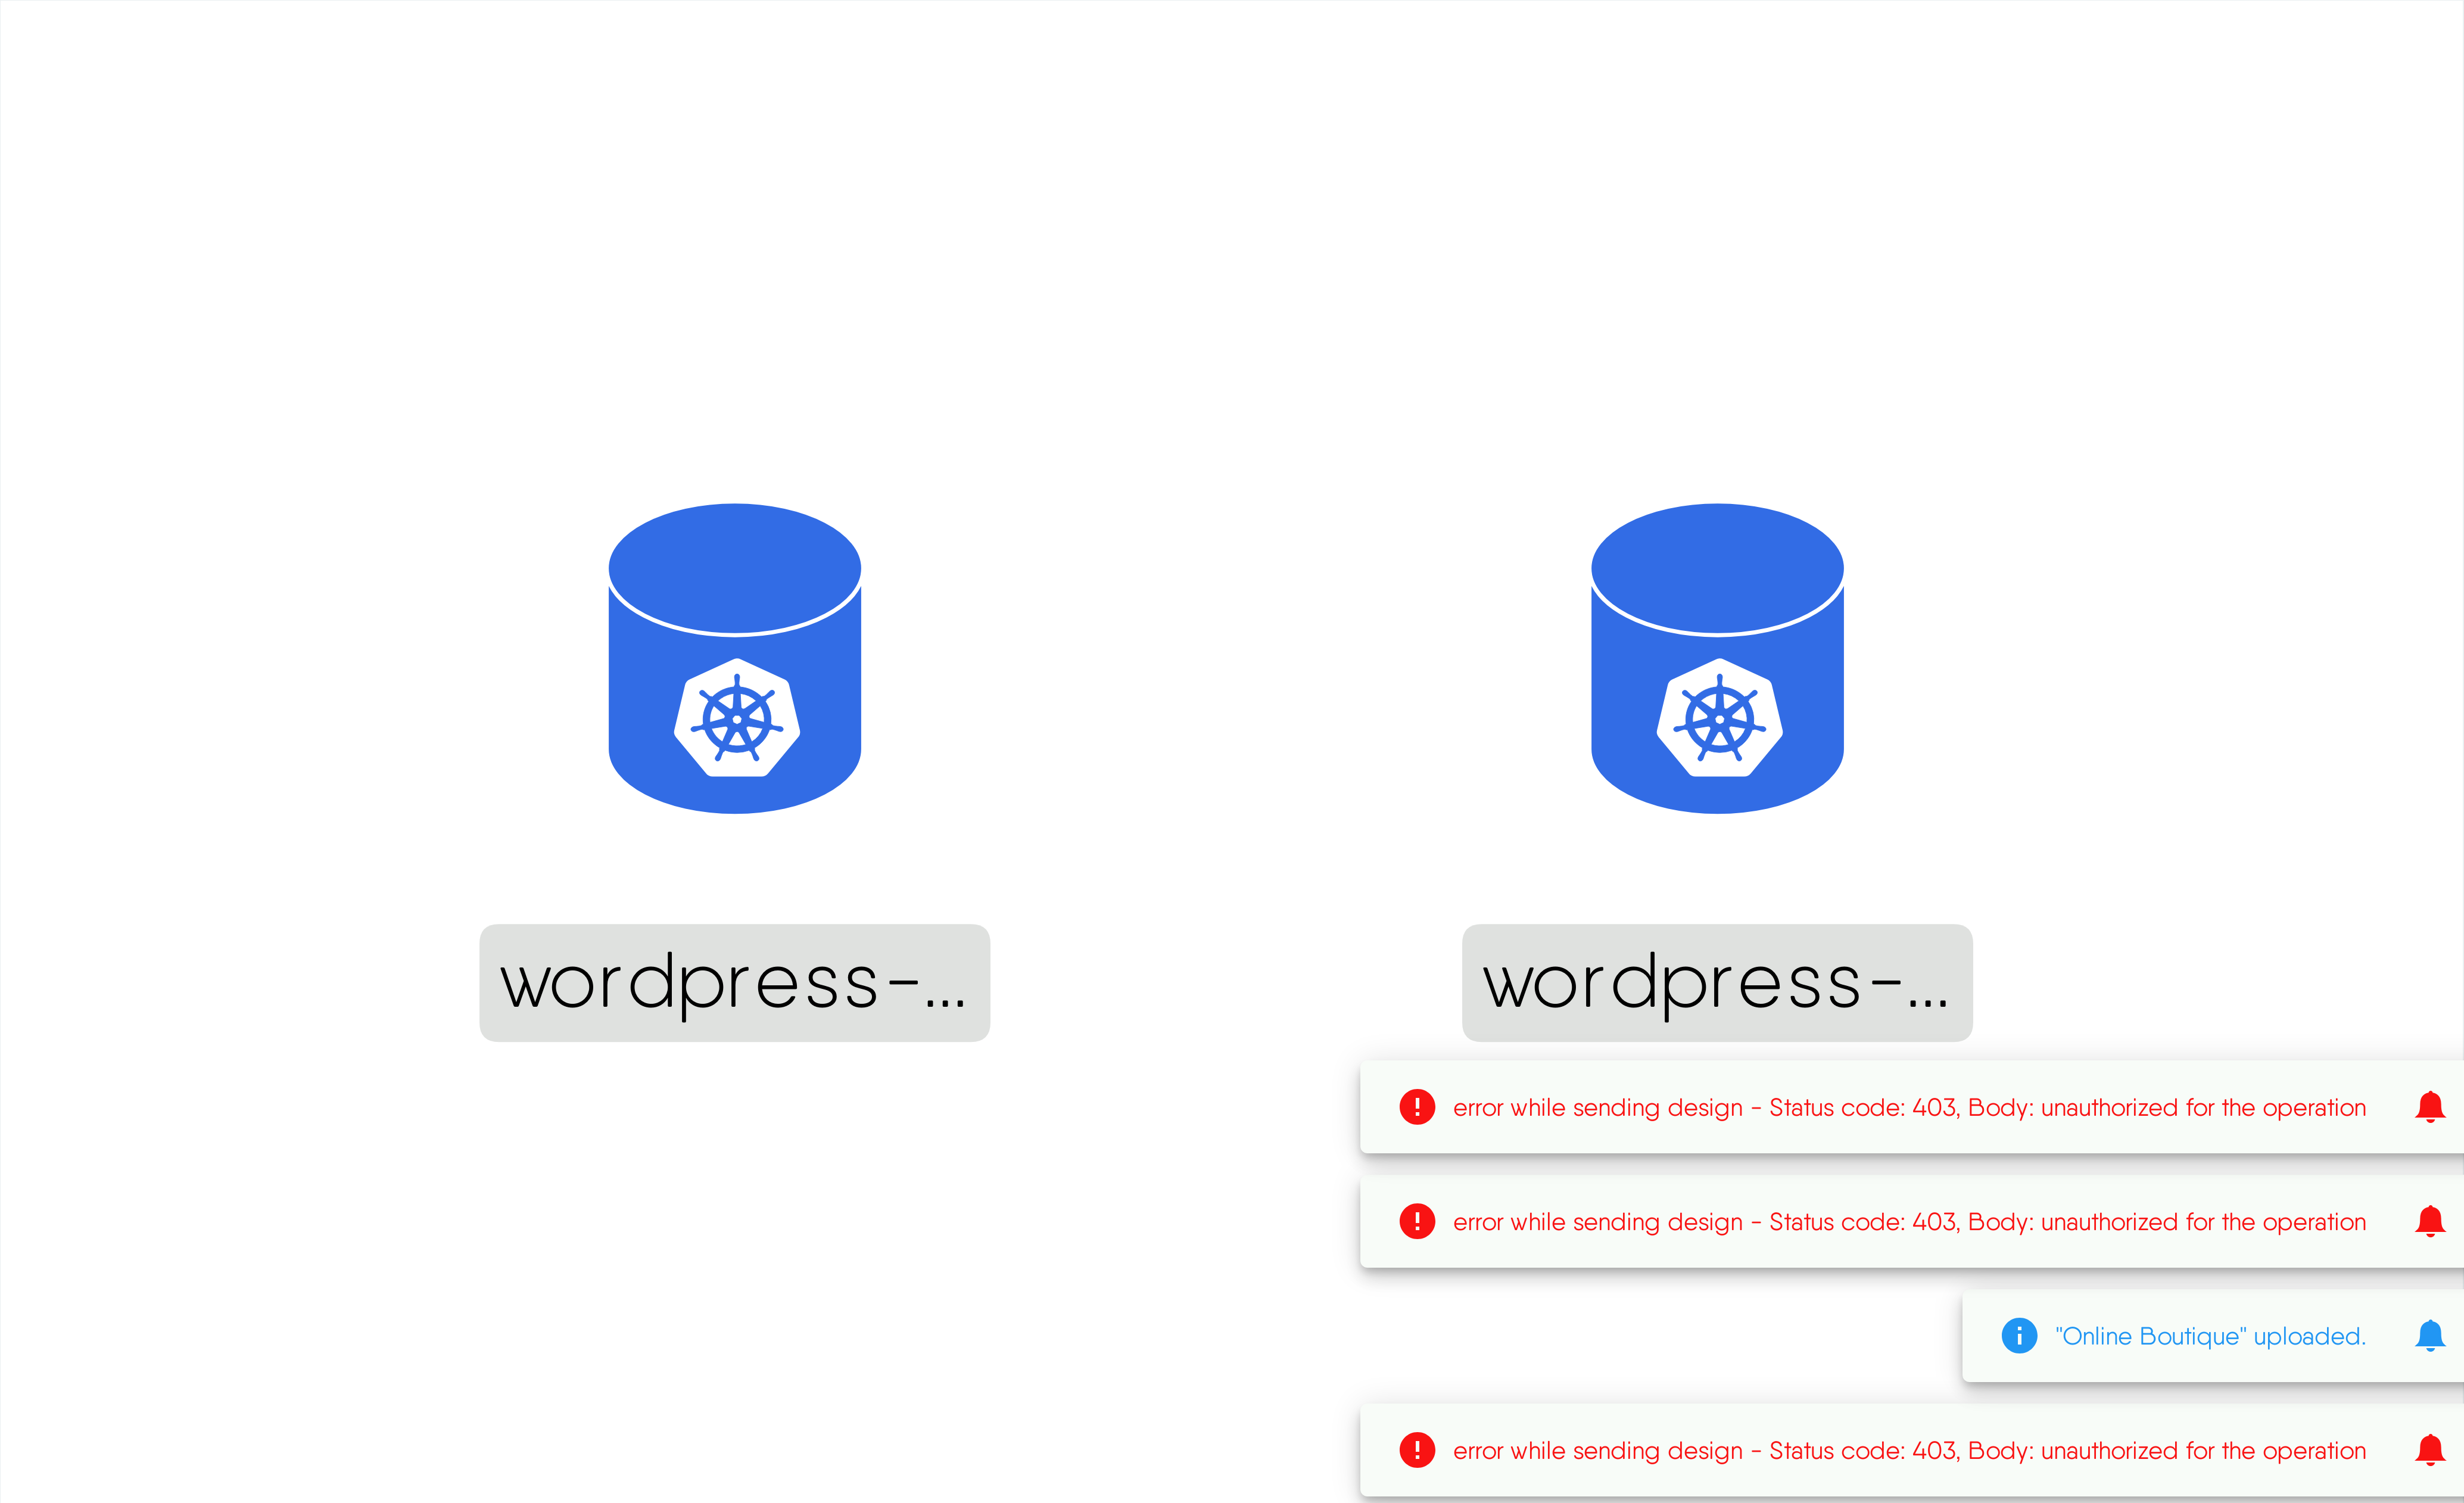 wordpress-...
wordpress-...
error while sending design - Status code: 403, Body: unauthorized for the operation
error while sending design - Status code: 403, Body: unauthorized for the operation
"Online Boutique" uploaded.
error while sending design - Status code: 403, Body: unauthorized for the operation